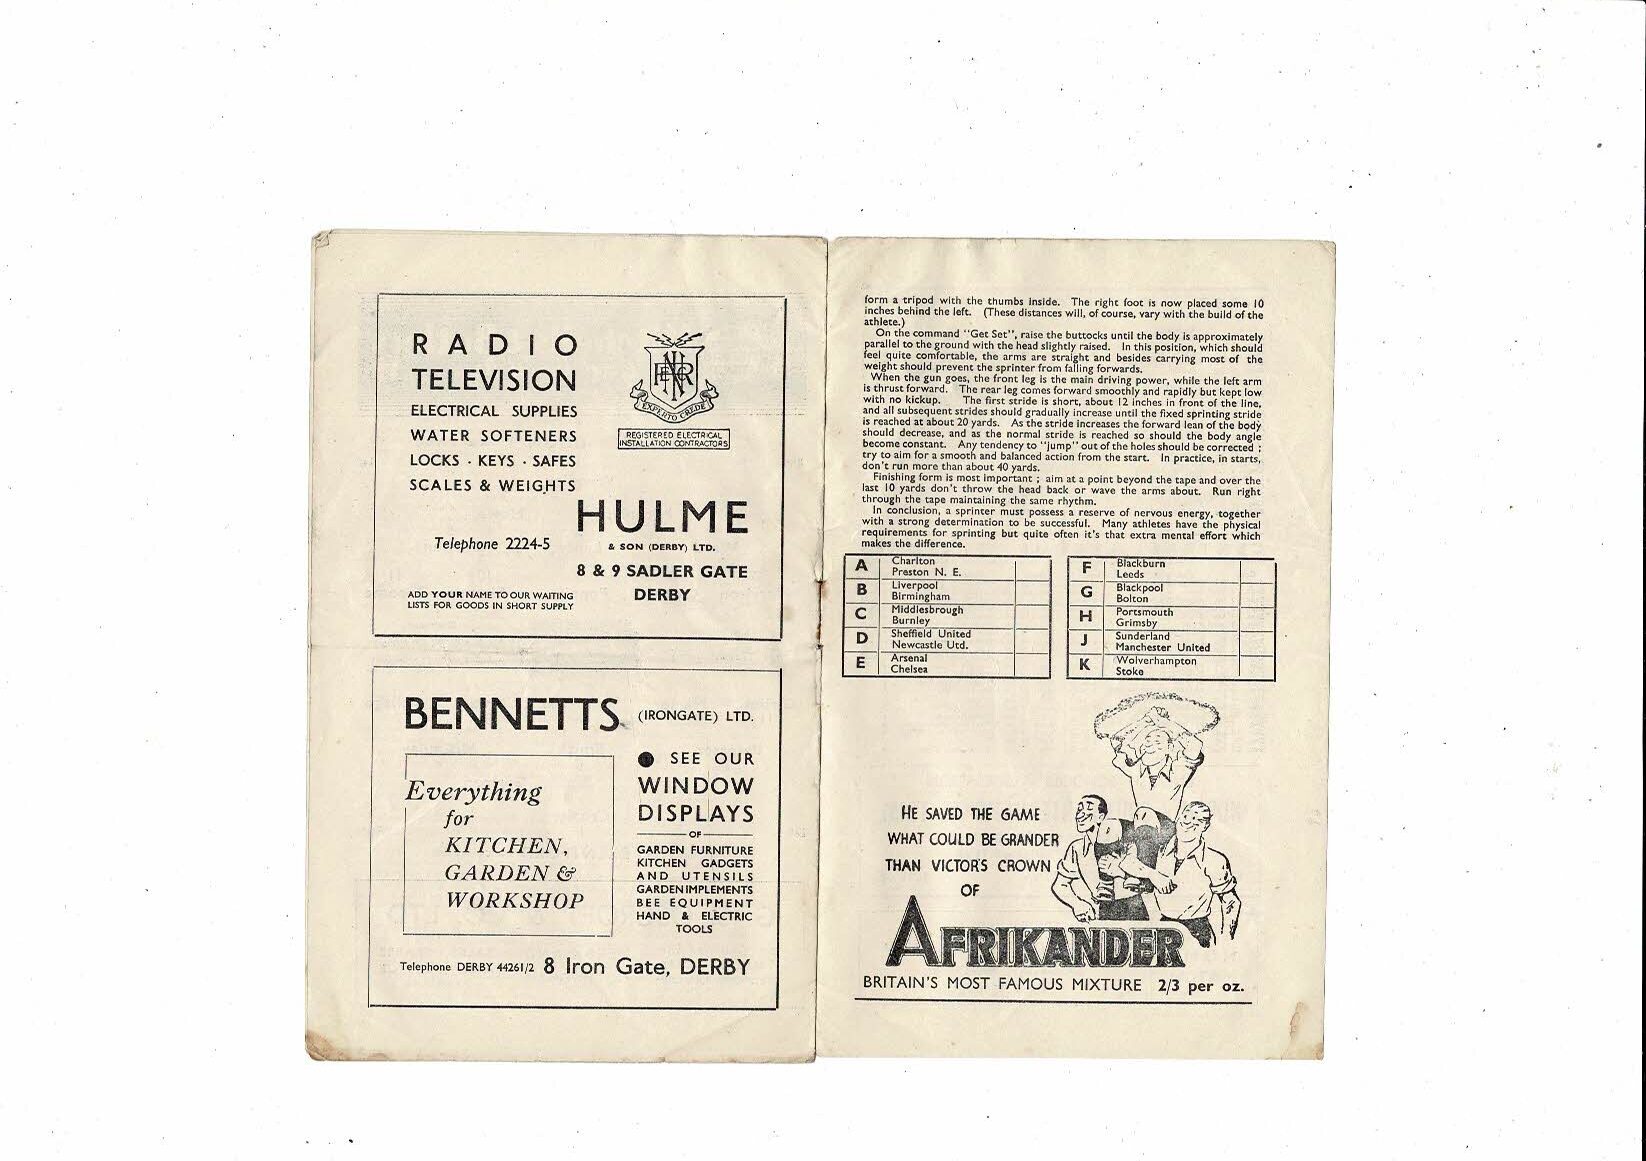 RADIO
TELEVISION
ELECTRICAL SUPPLIES
WATER SOFTENERS
LOCKS . KEYS . SAFES
SCALES & WEIGHTS
EXPERTO CREDE
REGISTERED ELECTRICAL
INSTALLATION CONTRACTORS
HULME
Telephone 2224-5
& SON (DERBY) LTD.
8 & 9 SADLER GATE
DERBY
ADD YOUR NAME TO OUR WAITING
LISTS FOR GOODS IN SHORT SUPPLY
BENNETTS (IRONGATE) LTD.
Everything
for
KITCHEN,
GARDEN &
WORKSHOP
SEE OUR
WINDOW
DISPLAYS
OF
GARDEN FURNITURE
KITCHEN GADGETS
AND UTENSILS
GARDEN IMPLEMENTS
BEE EQUIPMENT
HAND & ELECTRIC
TOOLS
Telephone DERBY 44261/2 8 Iron Gate, DERBY
form a tripod with the thumbs inside. The right foot is now placed some 10
inches behind the left. (These distances will, of course, vary with the build of the
athlete.)
On the command "Get Set", raise the buttocks until the body is approximately
parallel to the ground with the head slightly raised. In this position, which should
feel quite comfortable, the arms are straight and besides carrying most of the
weight should prevent the sprinter from falling forwards.
When the gun goes, the front leg is the main driving power, while the left arm
is thrust forward. The rear leg comes forward smoothly and rapidly but kept low
with no kickup. The first stride is short, about 12 inches in front of the line,
and all subsequent strides should gradually increase until the fixed sprinting stride
is reached at about 20 yards. As the stride increases the forward lean of the body
should decrease, and as the normal stride is reached so should the body angle
become constant. Any tendency to "jump" out of the holes should be corrected ;
try to aim for a smooth and balanced action from the start. In practice, in starts,
don't run more than about 40 yards.
Finishing form is most important ; aim at a point beyond the tape and over the
last 10 yards don't throw the head back or wave the arms about. Run right
through the tape maintaining the same rhythm.
In conclusion, a sprinter must possess a reserve of nervous energy, together
with a strong determination to be successful. Many athletes have the physical
requirements for sprinting but quite often it's that extra mental effort which
makes the difference.
A Charlton
Preston N. E.
B Liverpool
Birmingham
C Middlesbrough
Burnley
D Sheffield United
Newcastle Utd.
E Arsenal
Chelsea
F Blackburn
Leeds
G Blackpool
Bolton
H Portsmouth
Grimsby
J Sunderland
Manchester United
K Wolverhampton
Stoke
HE SAVED THE GAME
WHAT COULD BE GRANDER
THAN VICTOR'S CROWN
OF
AFRIKANDER
BRITAIN'S MOST FAMOUS MIXTURE 2/3 per oz.